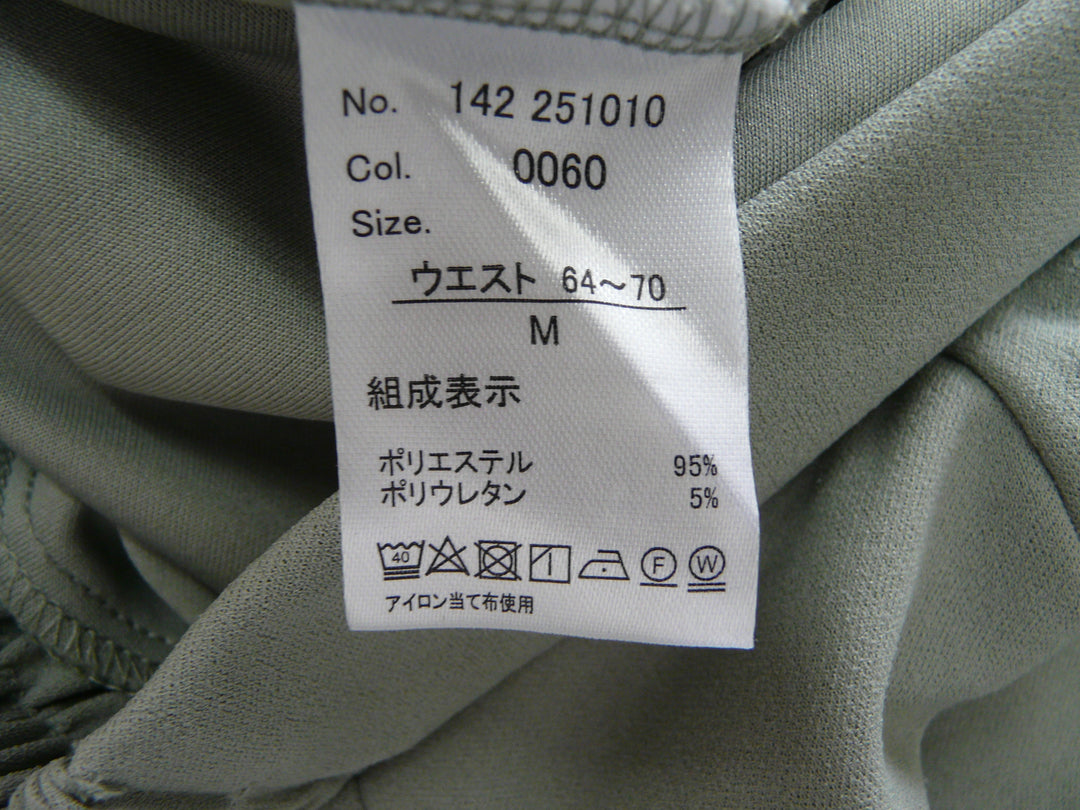 No. 142 251010
Col. 0060
Size.
ウエスト 64～70
M
組成表示
ポリエステル 95%
ポリウレタン 5%
40 F W
アイロン当て布使用